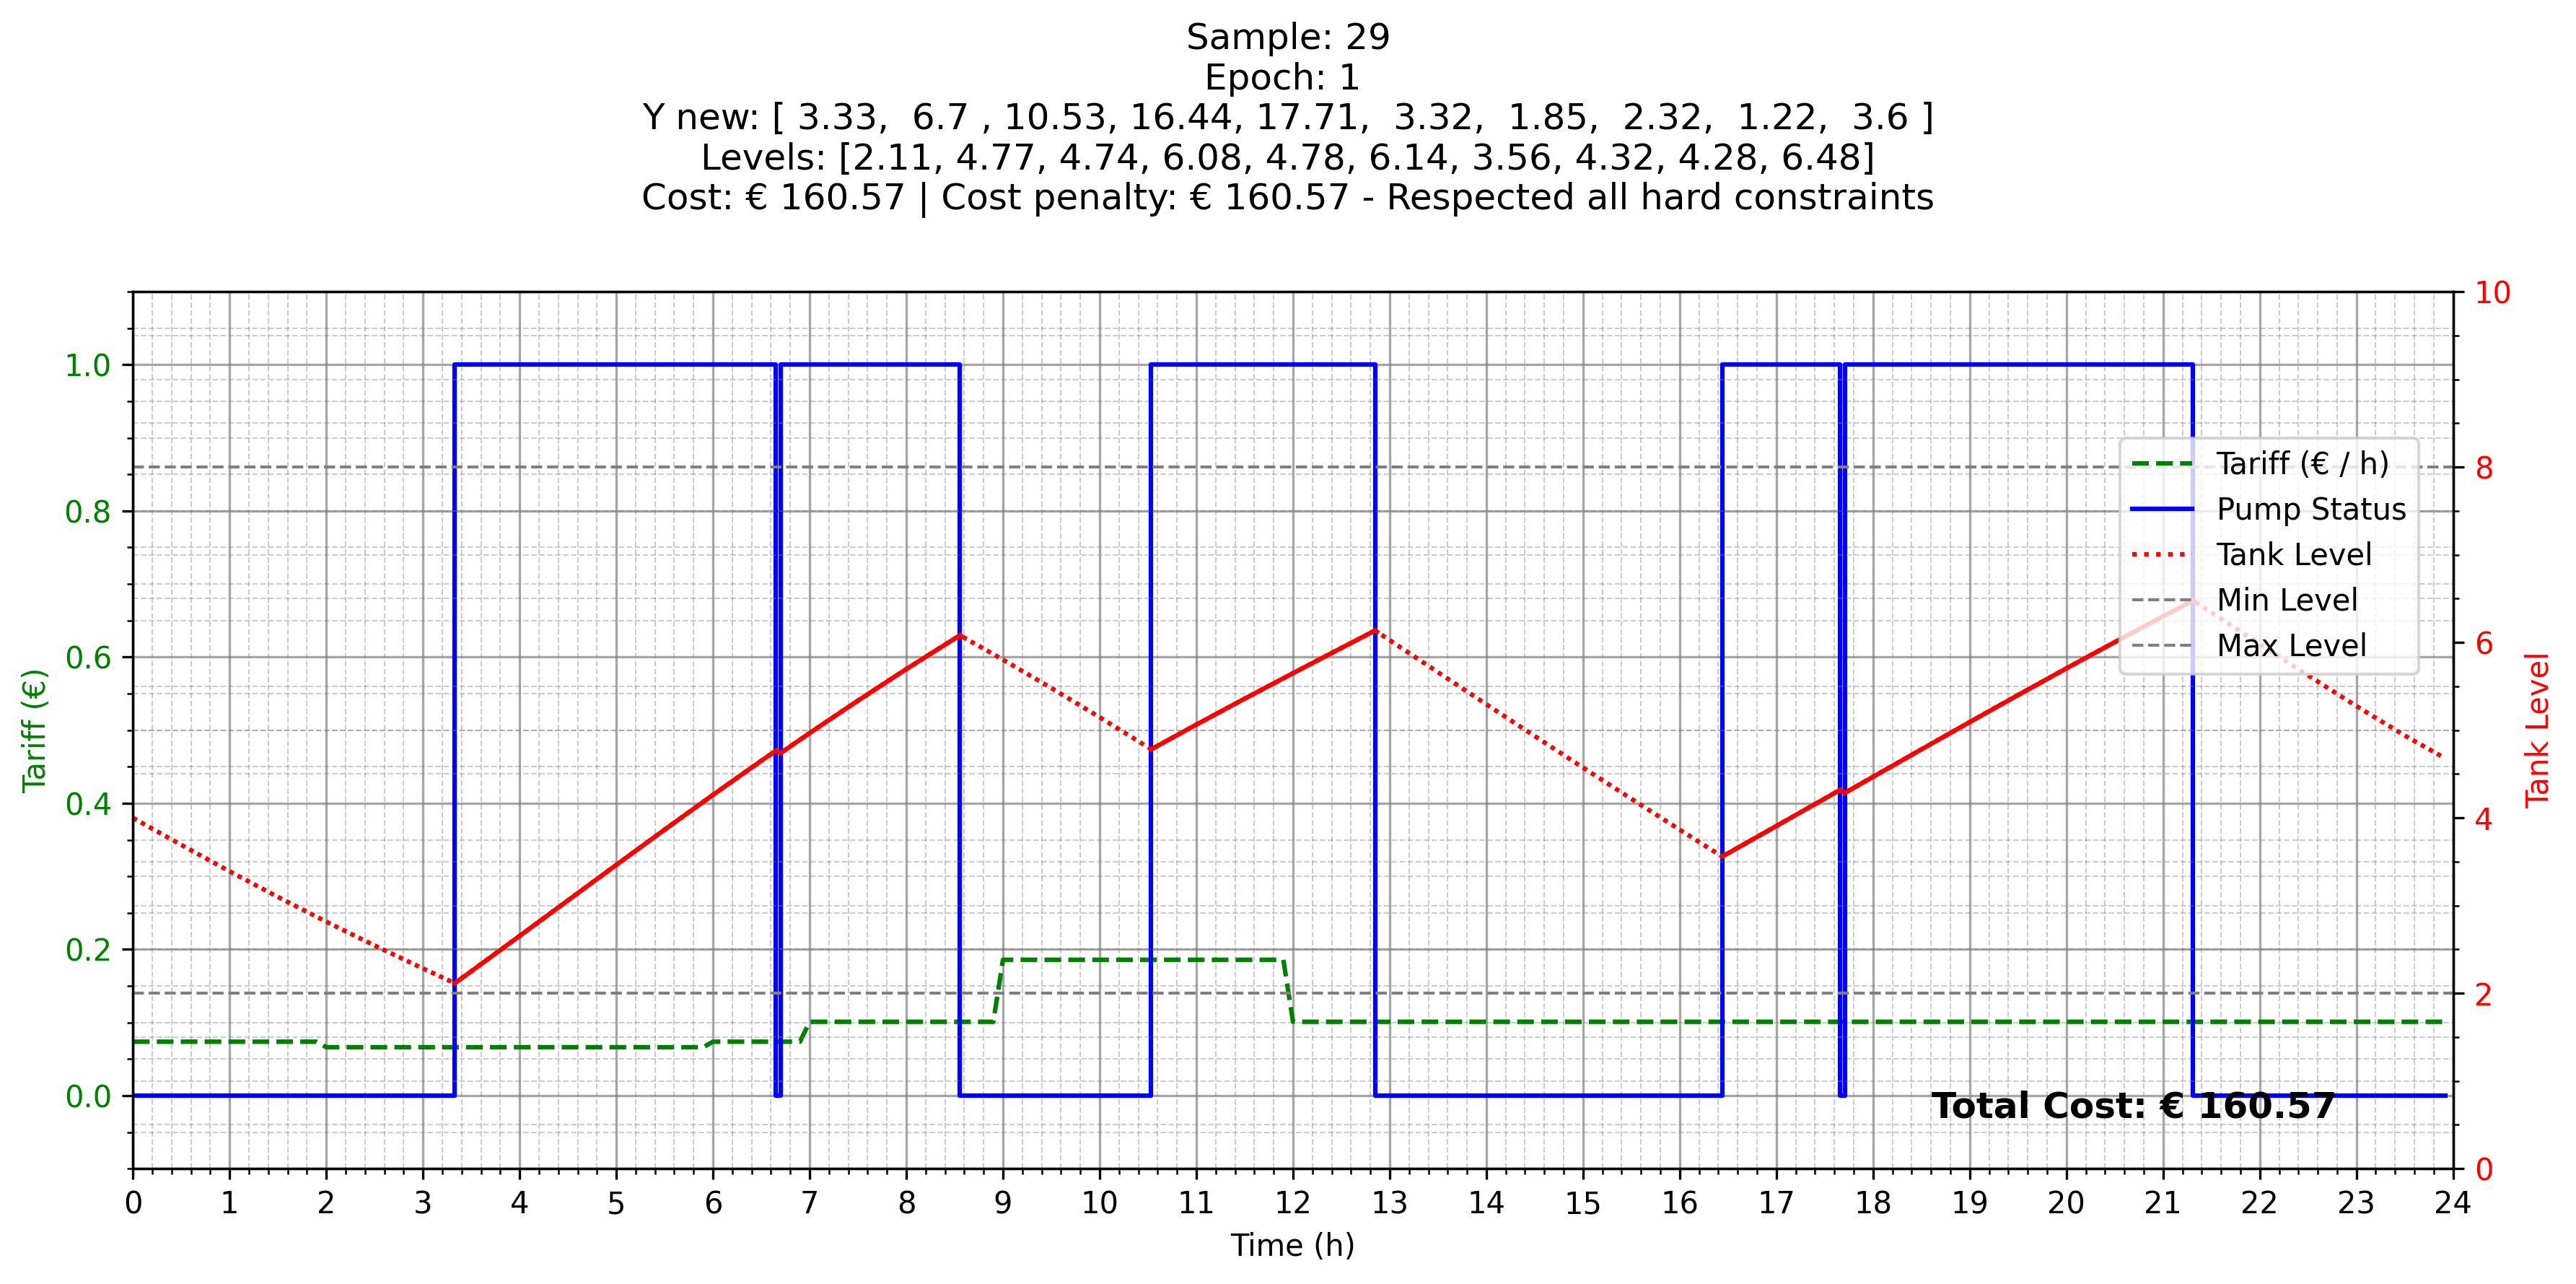 Sample: 29
Epoch: 1
Y new: [ 3.33,  6.7 , 10.53, 16.44, 17.71,  3.32,  1.85,  2.32,  1.22,  3.6 ]
Levels: [2.11, 4.77, 4.74, 6.08, 4.78, 6.14, 3.56, 4.32, 4.28, 6.48]
Cost: € 160.57 | Cost penalty: € 160.57 - Respected all hard constraints
1.0
0.8
0.6
0.4
0.2
0.0
Tariff (€)
10
8
6
4
2
0
Tank Level
Tariff (€ / h)
Pump Status
Tank Level
Min Level
Max Level
Total Cost: € 160.57
0 1 2 3 4 5 6 7 8 9 10 11 12 13 14 15 16 17 18 19 20 21 22 23 24
Time (h)